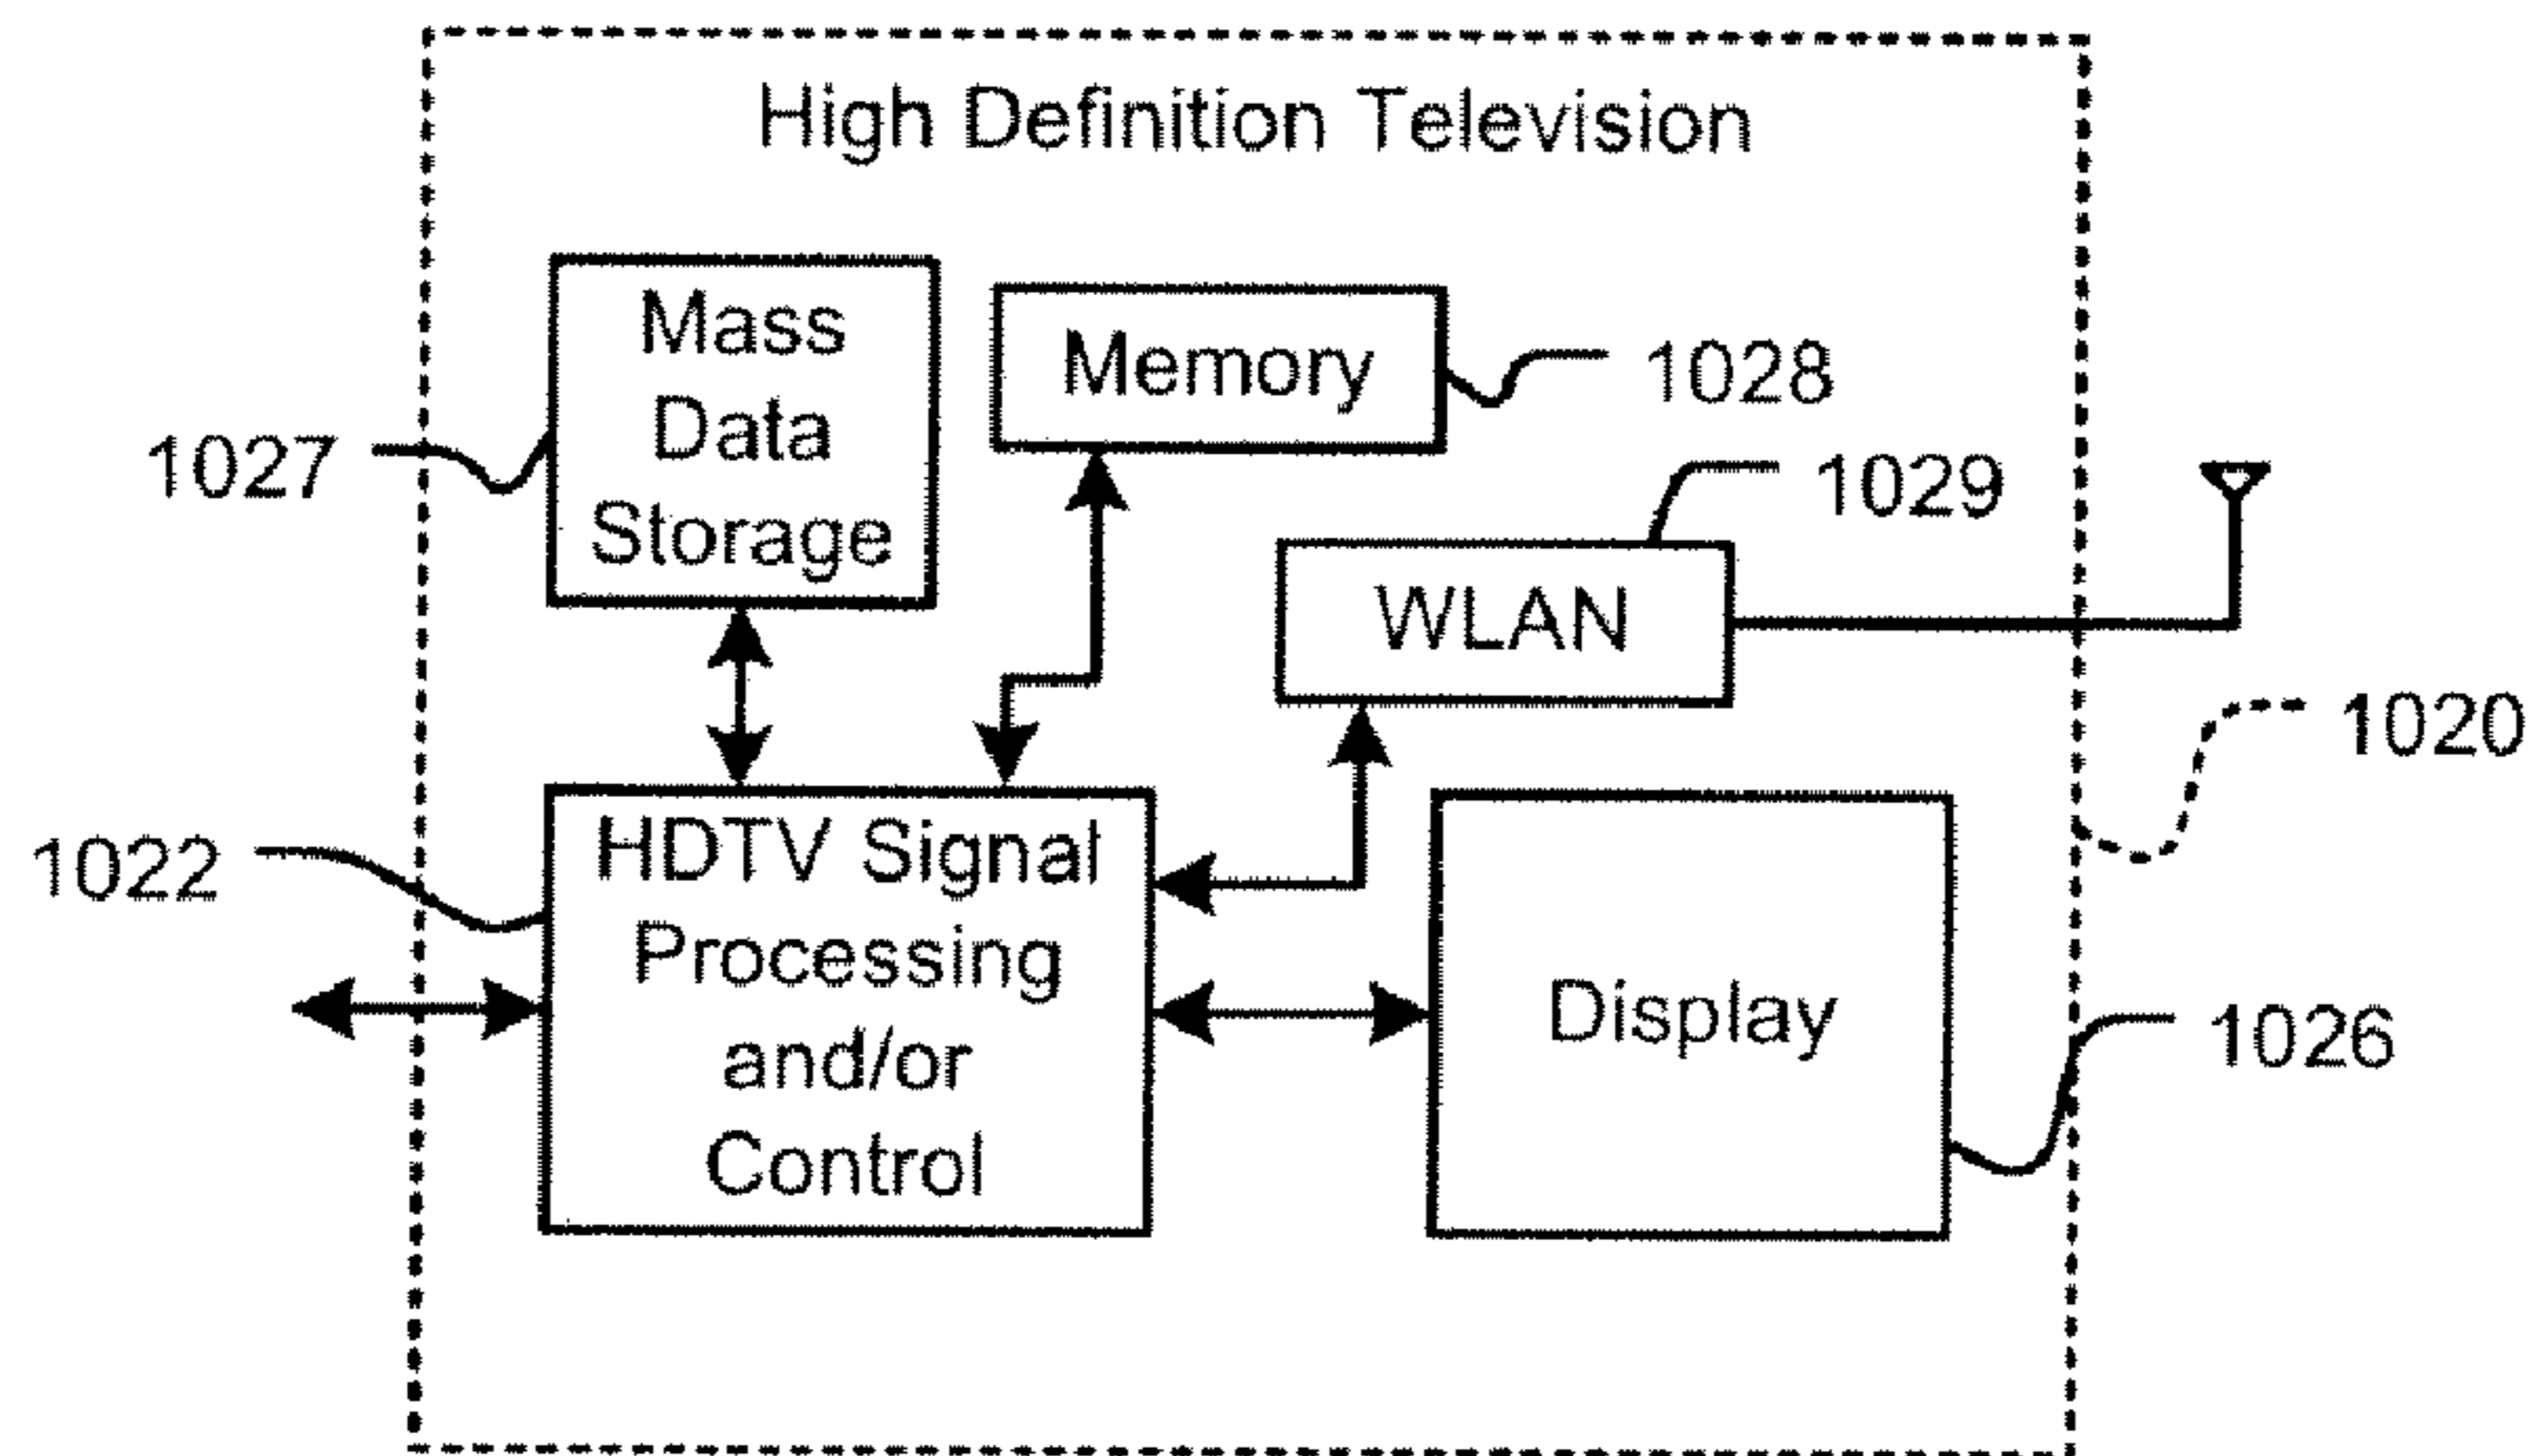 High Definition Television
Mass
Data
Storage
Memory
1028
1027
1029
WLAN
1020
1022
HDTV Signal
Processing
and/or
Control
Display
1026